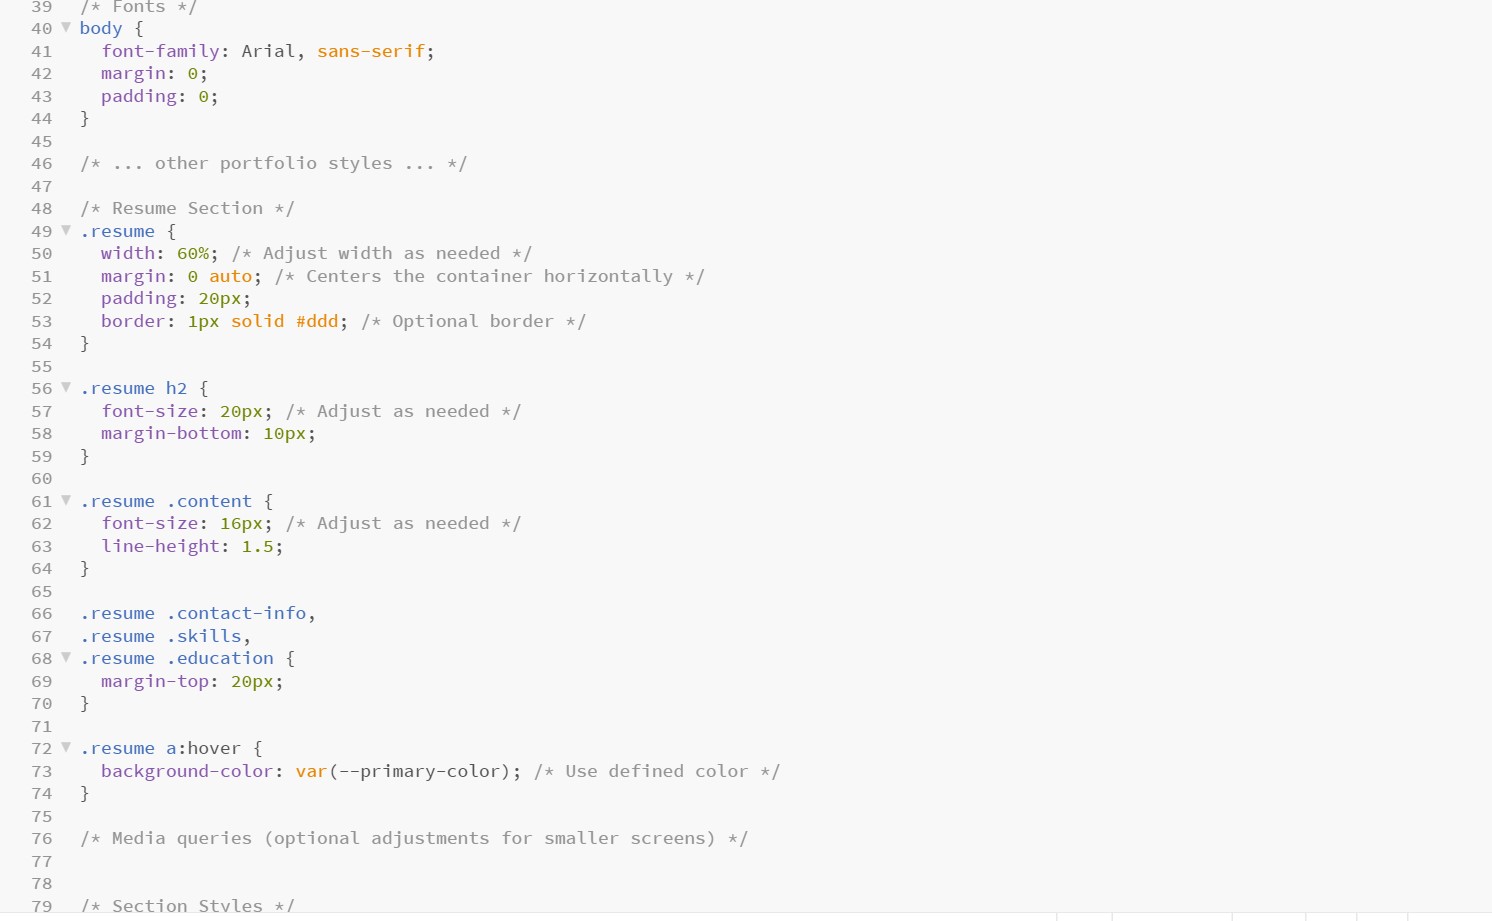 39 /* Fonts */
40 body {
41 font-family: Arial, sans-serif;
42 margin: 0;
43 padding: 0;
44 }
45
46 /* ... other portfolio styles ... */
47
48 /* Resume Section */
49 .resume {
50 width: 60%; /* Adjust width as needed */
51 margin: 0 auto; /* Centers the container horizontally */
52 padding: 20px;
53 border: 1px solid #ddd; /* Optional border */
54 }
55
56 .resume h2 {
57 font-size: 20px; /* Adjust as needed */
58 margin-bottom: 10px;
59 }
60
61 .resume .content {
62 font-size: 16px; /* Adjust as needed */
63 line-height: 1.5;
64 }
65
66 .resume .contact-info,
67 .resume .skills,
68 .resume .education {
69 margin-top: 20px;
70 }
71
72 .resume a:hover {
73 background-color: var(--primary-color); /* Use defined color */
74 }
75
76 /* Media queries (optional adjustments for smaller screens) */
77
78
79 /* Section Styles */